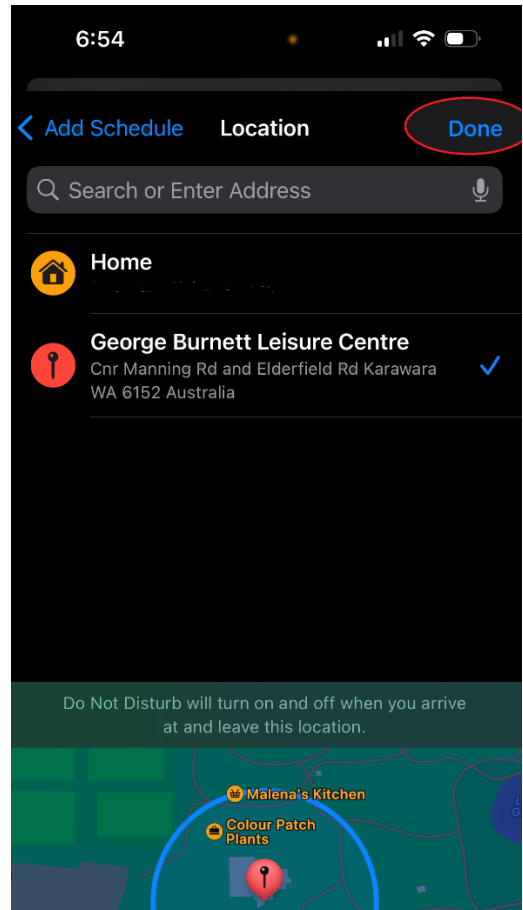 6:54
Add Schedule Location Done
Search or Enter Address
Home
George Burnett Leisure Centre
Cnr Manning Rd and Elderfield Rd Karawara
WA 6152 Australia
Do Not Disturb will turn on and off when you arrive
at and leave this location.
Malena's Kitchen
Colour Patch
Plants